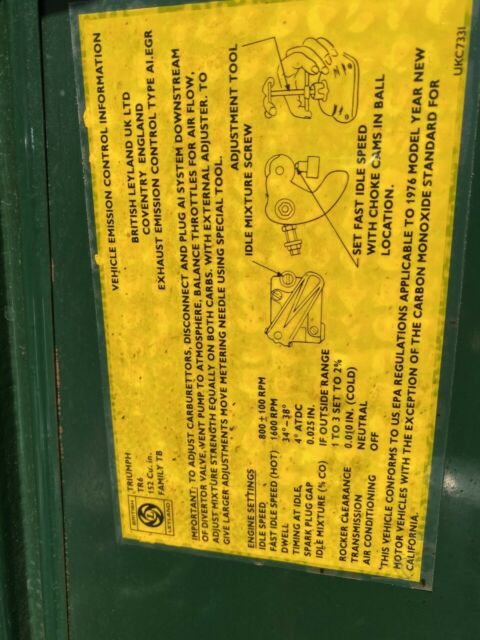 VEHICLE EMISSION CONTROL INFORMATION
BRITISH
LEYLAND
TRIUMPH
TR6
152 Cu. in.
FAMILY TB
BRITISH LEYLAND UK LTD
COVENTRY ENGLAND
EXHAUST EMISSION CONTROL TYPE AI.EGR
IMPORTANT: TO ADJUST CARBURETTORS, DISCONNECT AND PLUG AI SYSTEM DOWNSTREAM
OF DIVERTOR VALVE, VENT PUMP TO ATMOSPHERE, BALANCE THROTTLES FOR AIR FLOW,
ADJUST MIXTURE STRENGTH EQUALLY ON BOTH CARBS. WITH EXTERNAL ADJUSTER. TO
GIVE LARGER ADJUSTMENTS MOVE METERING NEEDLE USING SPECIAL TOOL.
ADJUSTMENT TOOL
IDLE MIXTURE SCREW
ENGINE SETTINGS
IDLE SPEED 800 ± 100 RPM
FAST IDLE SPEED (HOT) 1600 RPM
DWELL 34°–38°
TIMING AT IDLE, 4° ATDC
SPARK PLUG GAP 0.025 IN.
IDLE MIXTURE (% CO) IF OUTSIDE RANGE
1 TO 3 SET TO 2%
ROCKER CLEARANCE 0.010 IN. (COLD)
TRANSMISSION NEUTRAL
AIR CONDITIONING OFF
SET FAST IDLE SPEED
WITH CHOKE CAMS IN BALL
LOCATION.
THIS VEHICLE CONFORMS TO US EPA REGULATIONS APPLICABLE TO 1976 MODEL YEAR NEW
MOTOR VEHICLES WITH THE EXCEPTION OF THE CARBON MONOXIDE STANDARD FOR
CALIFORNIA.
UKC7331